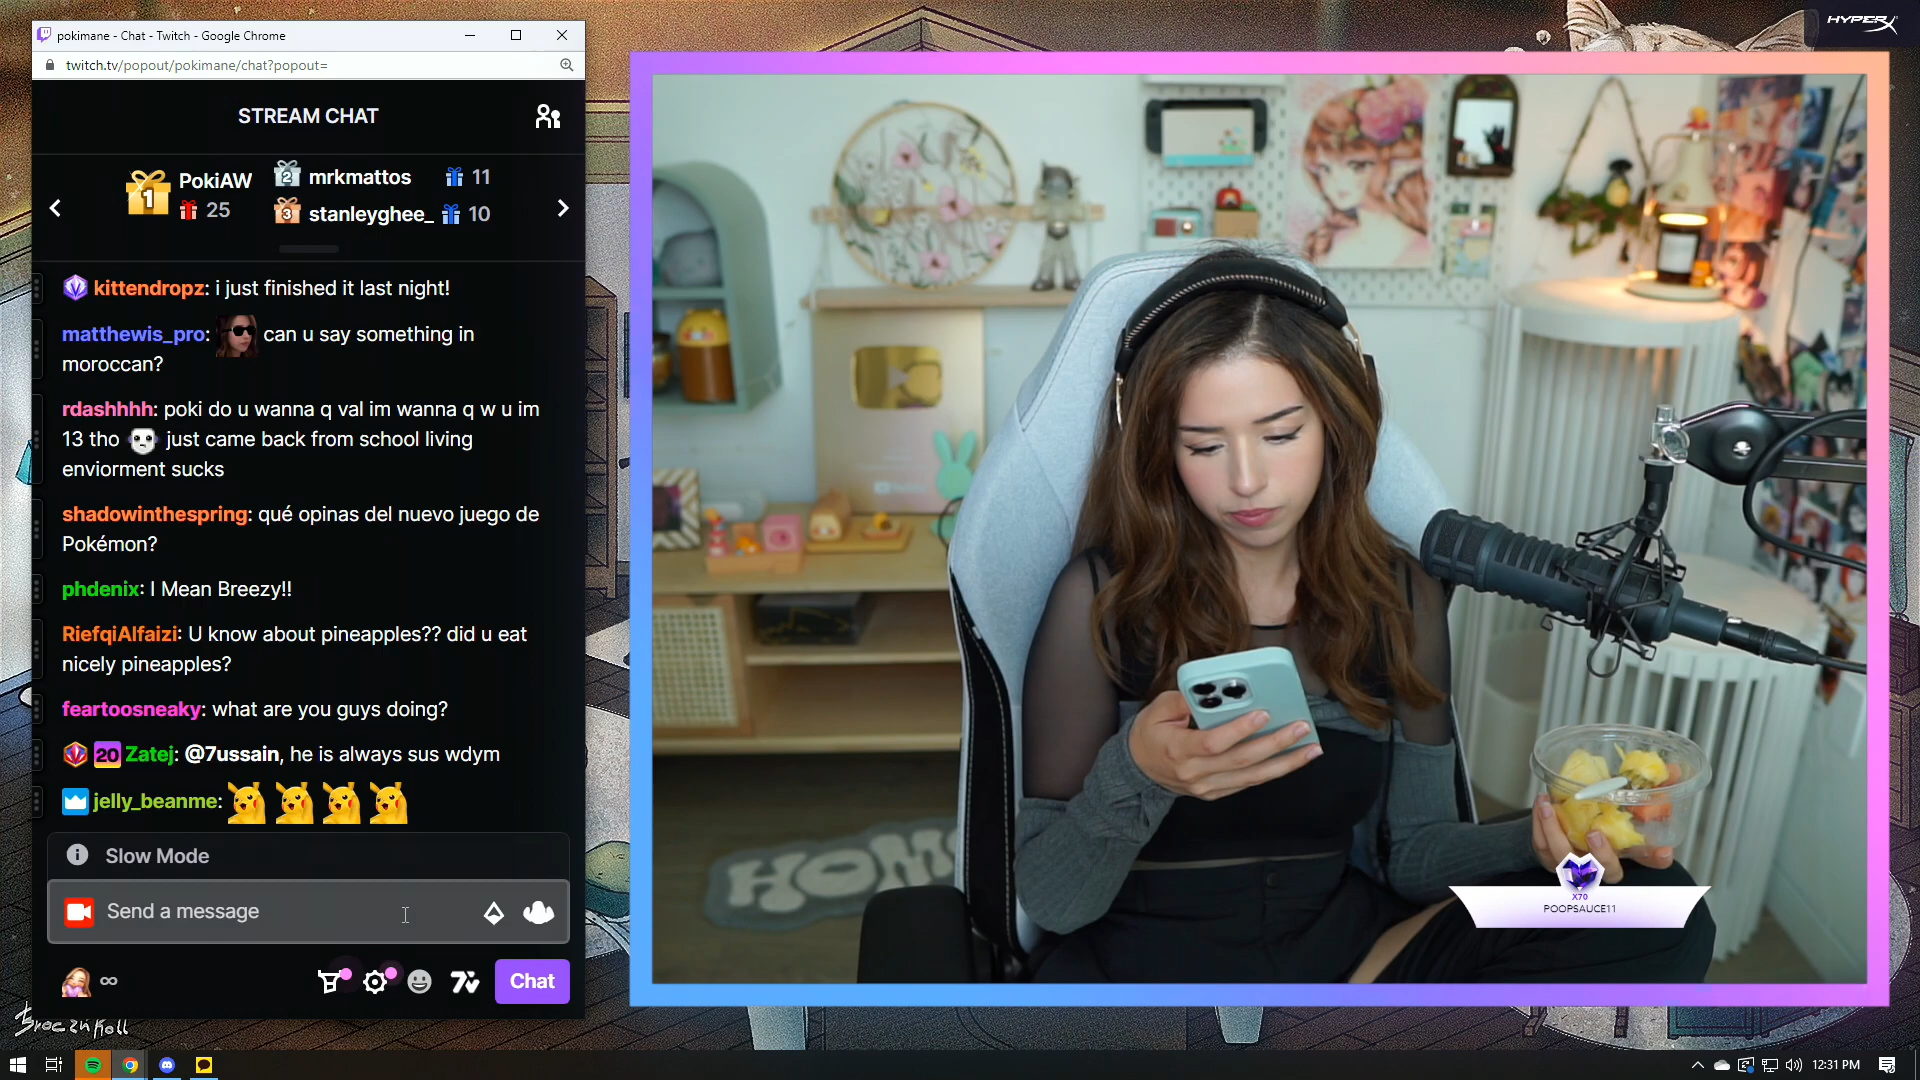 pokimane - Chat - Twitch - Google Chrome
twitch.tv/popout/pokimane/chat?popout=
STREAM CHAT
1 PokiAW 25
2 mrkmattos 11
3 stanleyghee_ 10
kittendropz: i just finished it last night!
matthewis_pro: can u say something in
moroccan?
rdashhhh: poki do u wanna q val im wanna q w u im
13 tho just came back from school living
enviorment sucks
shadowinthespring: qué opinas del nuevo juego de
Pokémon?
phdenix: I Mean Breezy!!
RiefqiAlfaizi: U know about pineapples?? did u eat
nicely pineapples?
feartoosneaky: what are you guys doing?
20 Zatej: @7ussain, he is always sus wdym
jelly_beanme:
Slow Mode
Send a message
∞
Chat
HYPERX
HOME
X70
POOPSAUCE11
12:31 PM